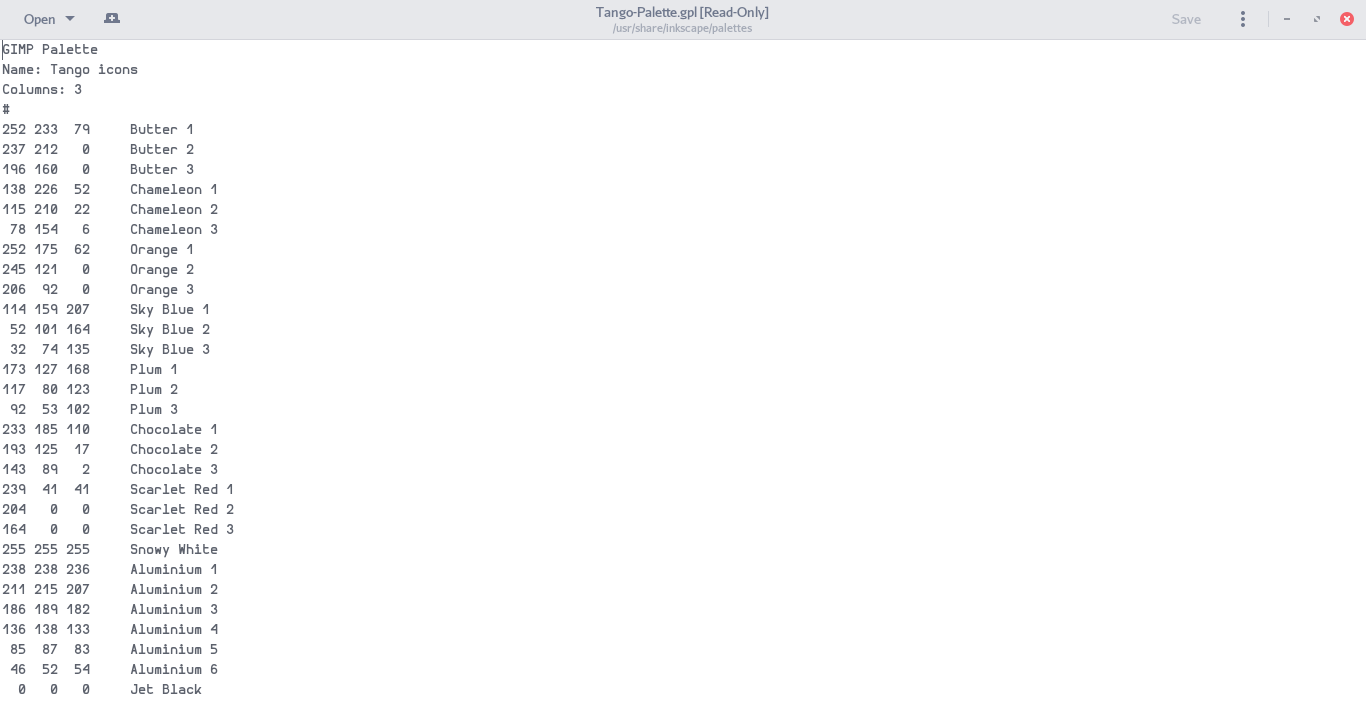 Open
Tango-Palette.gpl [Read-Only]
/usr/share/inkscape/palettes
Save
GIMP Palette
Name: Tango icons
Columns: 3
#
252 233  79     Butter 1
237 212   0     Butter 2
196 160   0     Butter 3
138 226  52     Chameleon 1
115 210  22     Chameleon 2
 78 154   6     Chameleon 3
252 175  62     Orange 1
245 121   0     Orange 2
206  92   0     Orange 3
114 159 207     Sky Blue 1
 52 101 164     Sky Blue 2
 32  74 135     Sky Blue 3
173 127 168     Plum 1
117  80 123     Plum 2
 92  53 102     Plum 3
233 185 110     Chocolate 1
193 125  17     Chocolate 2
143  89   2     Chocolate 3
239  41  41     Scarlet Red 1
204   0   0     Scarlet Red 2
164   0   0     Scarlet Red 3
255 255 255     Snowy White
238 238 236     Aluminium 1
211 215 207     Aluminium 2
186 189 182     Aluminium 3
136 138 133     Aluminium 4
 85  87  83     Aluminium 5
 46  52  54     Aluminium 6
  0   0   0     Jet Black